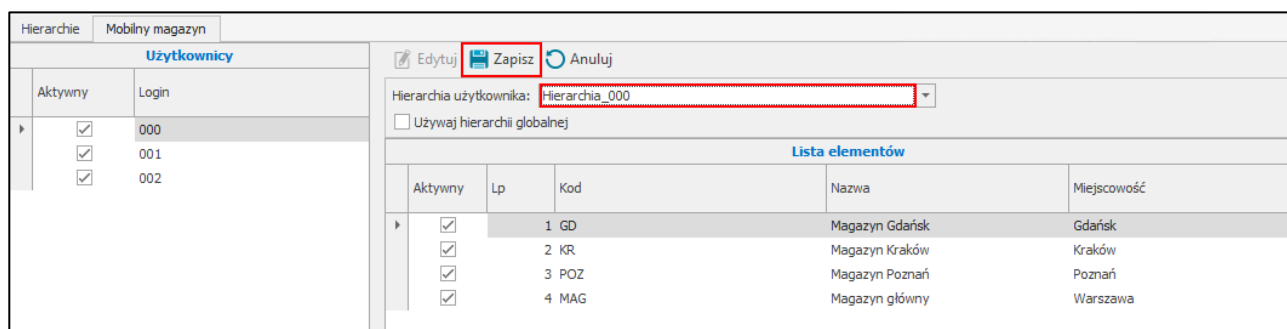 Hierarchie Mobilny magazyn
Użytkownicy
Aktywny Login
000
001
002
Edytuj Zapisz Anuluj
Hierarchia użytkownika: Hierarchia_000
Używaj hierarchii globalnej
Lista elementów
Aktywny Lp Kod Nazwa Miejscowość
1 GD Magazyn Gdańsk Gdańsk
2 KR Magazyn Kraków Kraków
3 POZ Magazyn Poznań Poznań
4 MAG Magazyn główny Warszawa